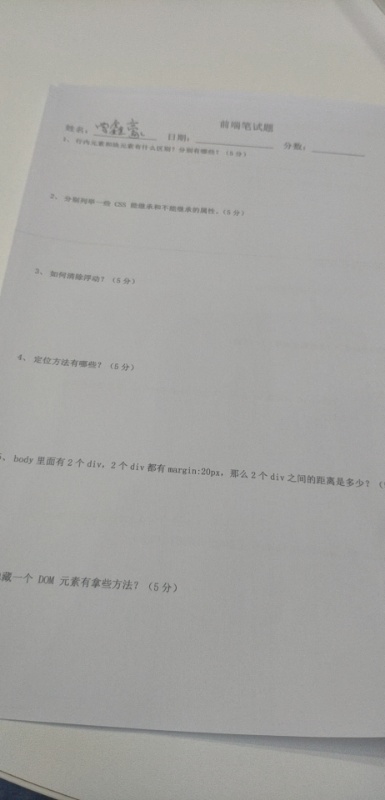 前端笔试题
姓名: 日期: 分数:
1、行内元素和块元素有什么区别？分别有哪些？（5分）
2、分别列举一些 CSS 能继承和不能继承的属性。（5分）
3、如何清除浮动？（5分）
4、定位方法有哪些？（5分）
、body 里面有 2 个 div, 2 个 div 都有 margin:20px, 那么 2 个 div 之间的距离是多少？（
藏一个 DOM 元素有拿些方法？（5分）